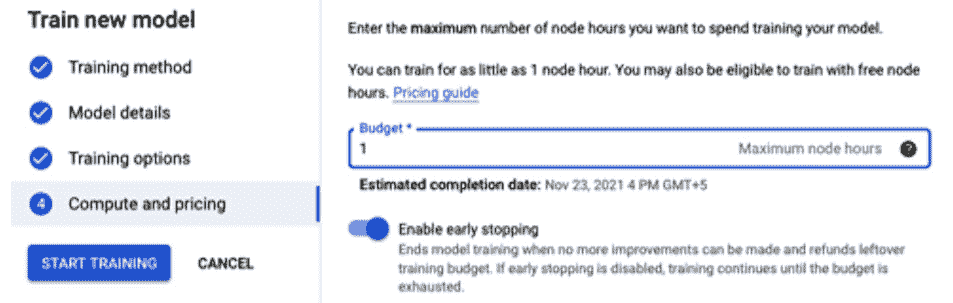 Train new model
Training method
Model details
Training options
4 Compute and pricing
START TRAINING CANCEL
Enter the maximum number of node hours you want to spend training your model.
You can train for as little as 1 node hour. You may also be eligible to train with free node
hours. Pricing guide
Budget *
1 Maximum node hours ?
Estimated completion date: Nov 23, 2021 4 PM GMT+5
Enable early stopping
Ends model training when no more improvements can be made and refunds leftover
training budget. If early stopping is disabled, training continues until the budget is
exhausted.